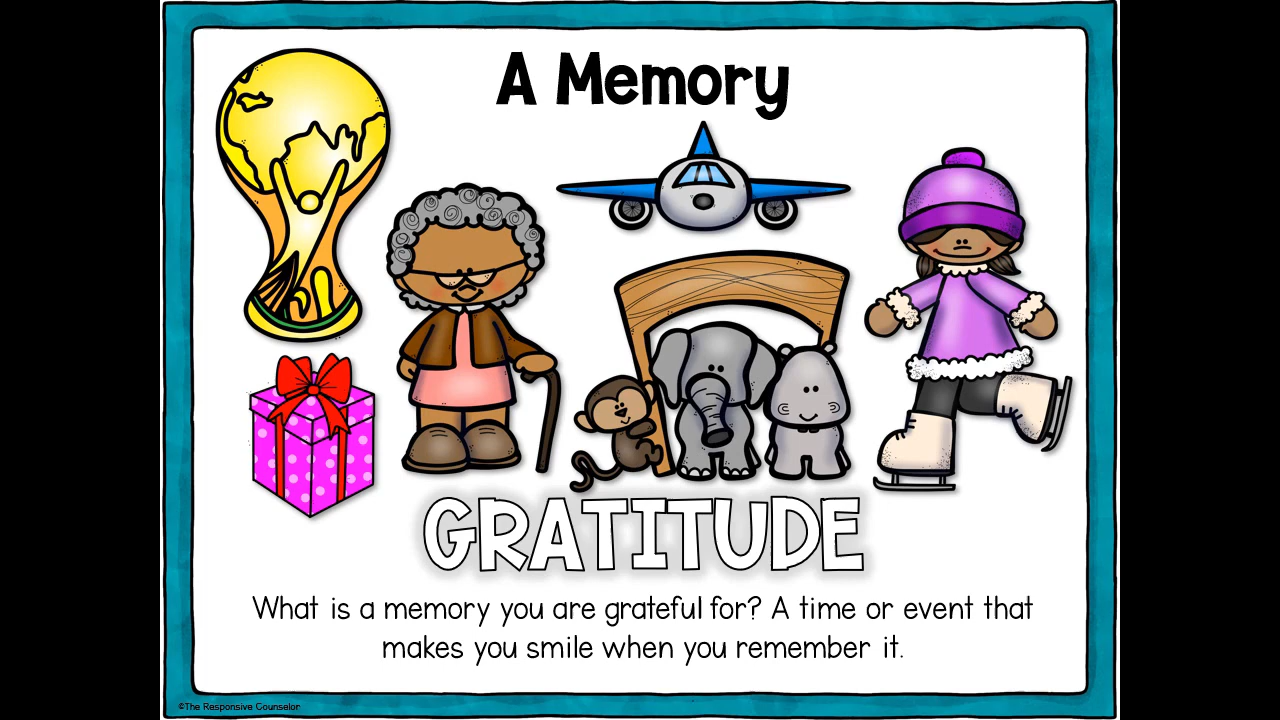 A Memory
GRATITUDE
What is a memory you are grateful for? A time or event that
makes you smile when you remember it.
©The Responsive Counselor